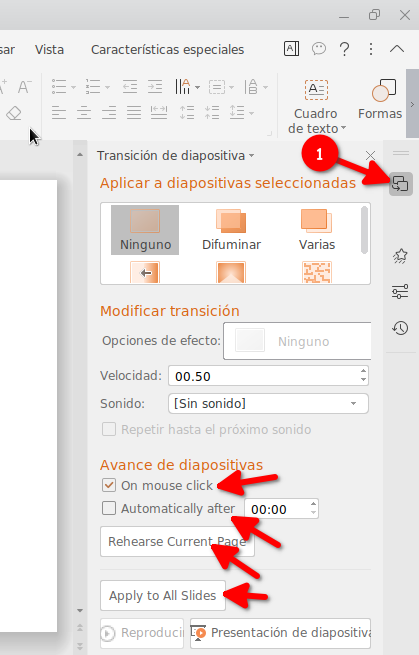 sar Vista Características especiales A ?
A
Cuadro
de texto
Formas
1
Transición de diapositiva
Aplicar a diapositivas seleccionadas
Ninguno Difuminar Varias
Modificar transición
Opciones de efecto: Ninguno
Velocidad: 00.50
Sonido: [Sin sonido]
Repetir hasta el próximo sonido
Avance de diapositivas
On mouse click
Automatically after 00:00
Rehearse Current Page
Apply to All Slides
Reproduci Presentación de diapositiva